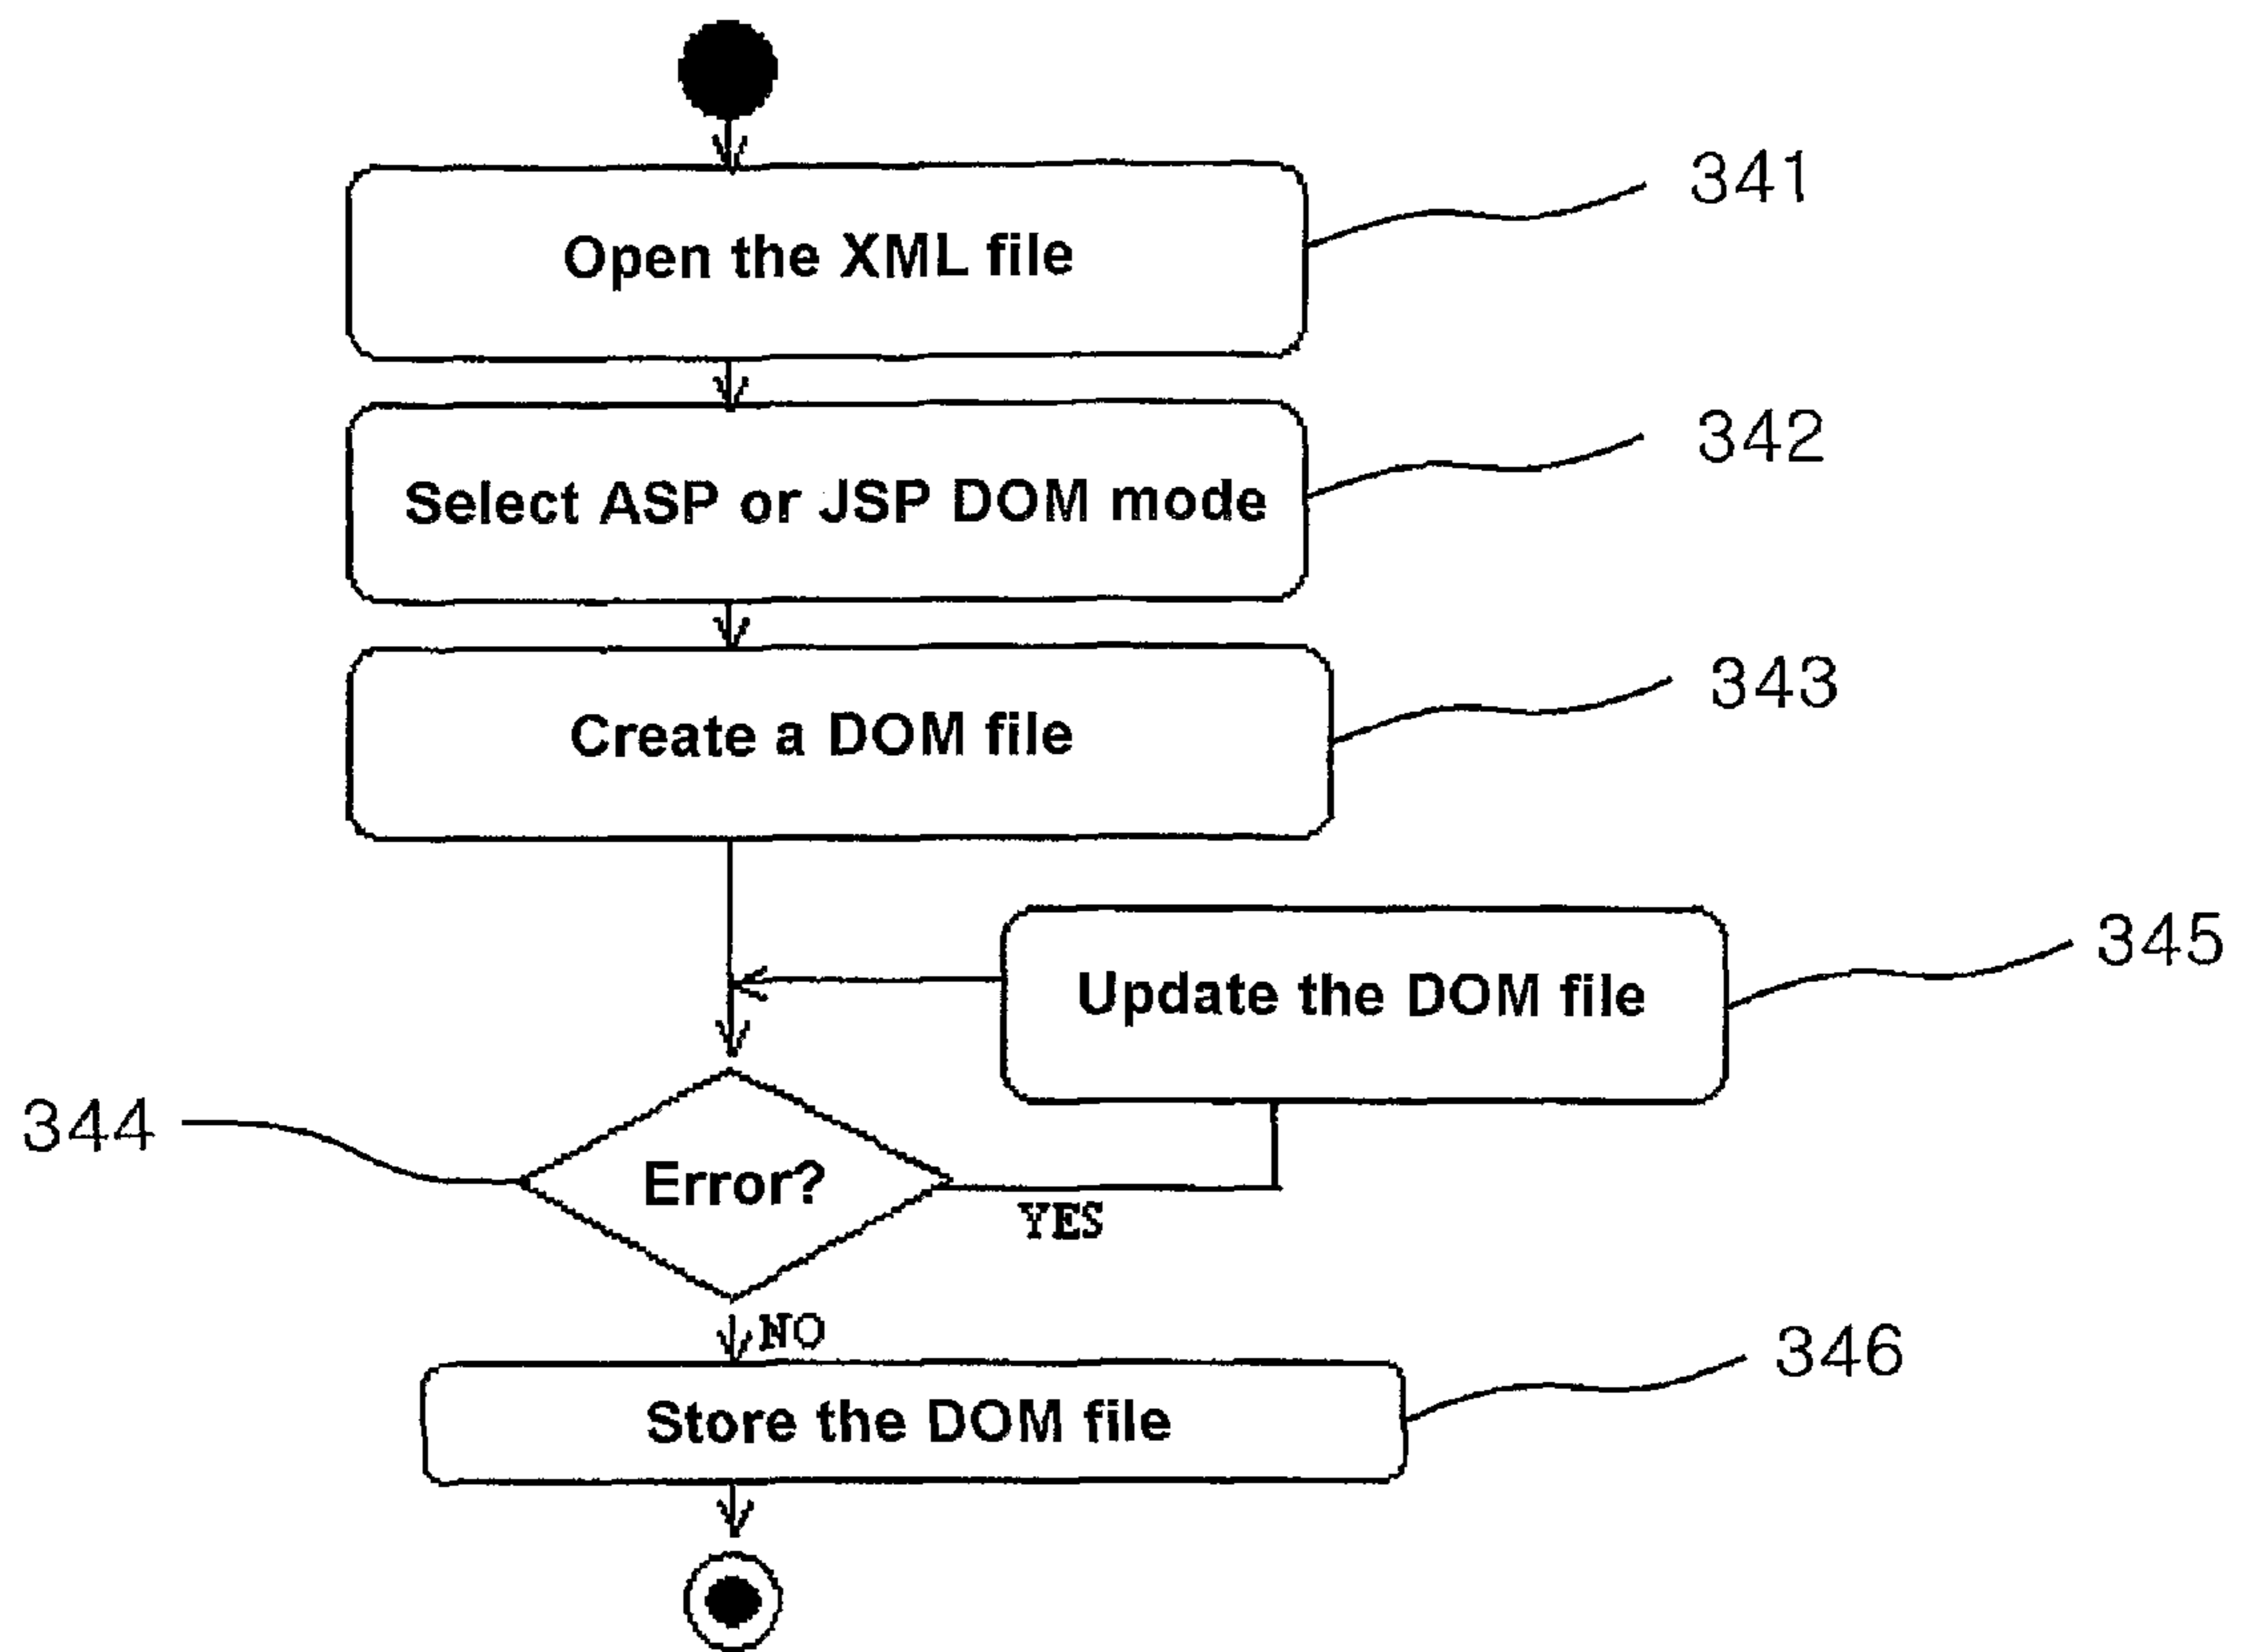 Open the XML file
341
Select ASP or JSP DOM mode
342
Create a DOM file
343
Update the DOM file
345
344
Error?
YES
NO
Store the DOM file
346